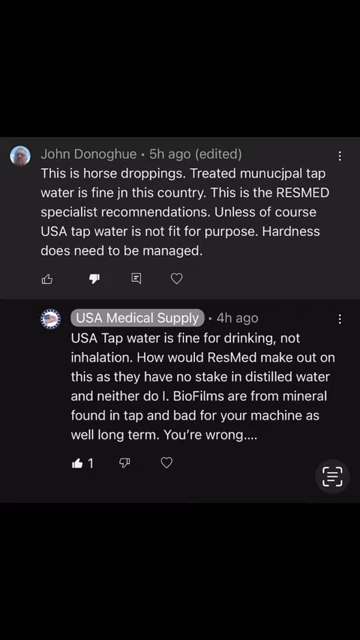 John Donoghue • 5h ago (edited)
This is horse droppings. Treated munucjpal tap
water is fine jn this country. This is the RESMED
specialist recomnendations. Unless of course
USA tap water is not fit for purpose. Hardness
does need to be managed.
USA Medical Supply • 4h ago
USA Tap water is fine for drinking, not
inhalation. How would ResMed make out on
this as they have no stake in distilled water
and neither do I. BioFilms are from mineral
found in tap and bad for your machine as
well long term. You're wrong....
1